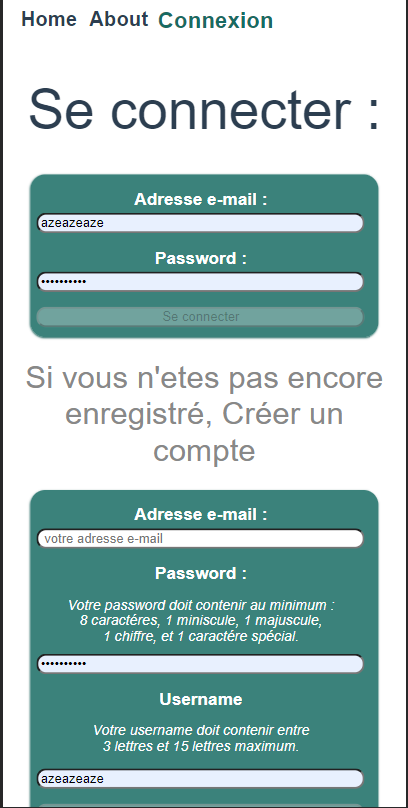 Home About Connexion
Se connecter :
Adresse e-mail :
azeazeaze
Password :
••••••••••
Se connecter
Si vous n'etes pas encore
enregistré, Créer un
compte
Adresse e-mail :
votre adresse e-mail
Password :
Votre password doit contenir au minimum :
8 caractéres, 1 miniscule, 1 majuscule,
1 chiffre, et 1 caractére spécial.
••••••••••
Username
Votre username doit contenir entre
3 lettres et 15 lettres maximum.
azeazeaze